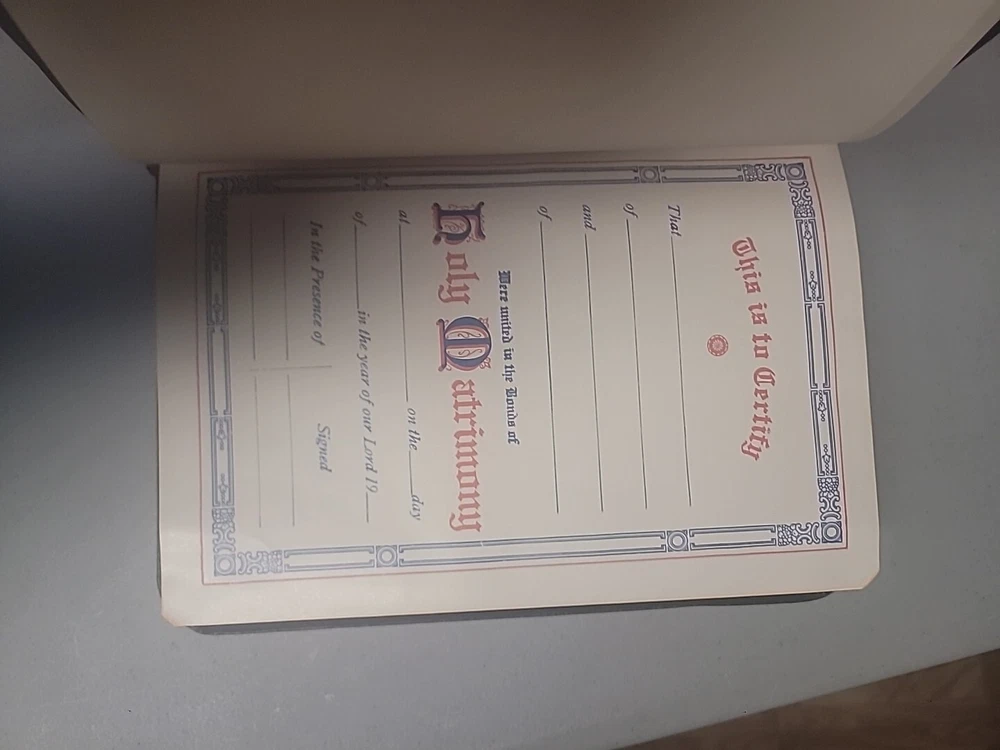 This is to Certify
That
of
and
of
Were united in the Bonds of
Holy Matrimony
at on the day
of in the year of our Lord 19
In the Presence of Signed